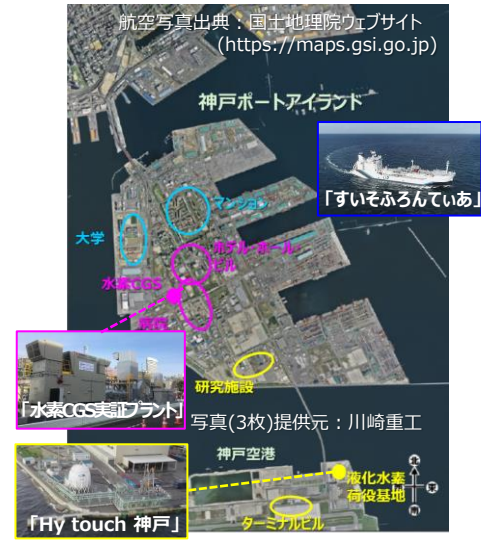 航空写真出典：国土地理院ウェブサイト
(https://maps.gsi.go.jp)
神戸ポートアイランド
「すいそふろんてぃあ」
マンション
大学
ホテル・ホール・
ビル
水素CGS
病院
「水素CGS実証プラント」
研究施設
写真(3枚)提供元：川崎重工
神戸空港
液化水素
荷役基地
北
東
南
「Hy touch 神戸」
ターミナルビル